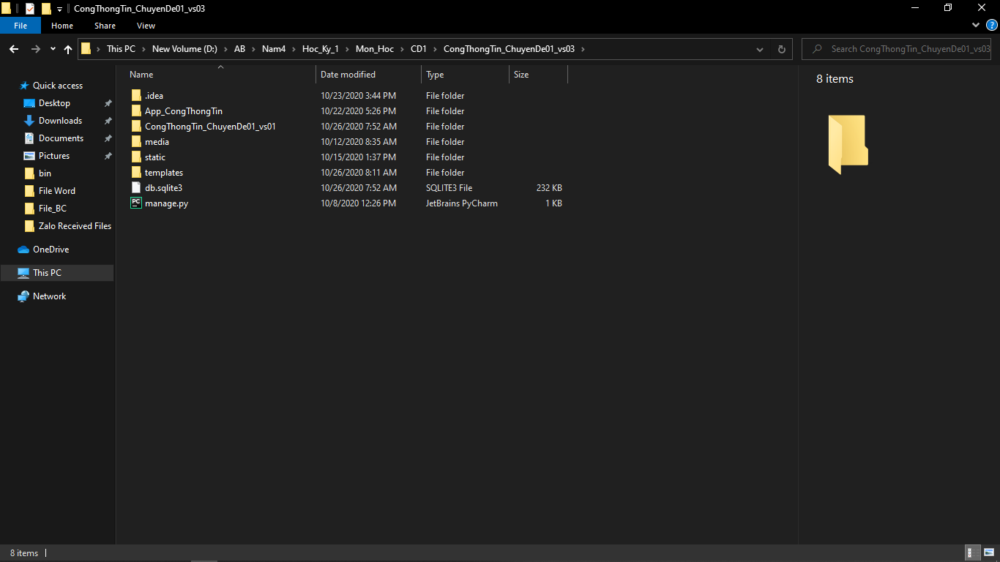 CongThongTin_ChuyenDe01_vs03
File Home Share View
This PC New Volume (D:) AB Nam4 Hoc_Ky_1 Mon_Hoc CD1 CongThongTin_ChuyenDe01_vs03
Search CongThongTin_ChuyenDe01_vs03
Quick access
Desktop
Downloads
Documents
Pictures
bin
File Word
File_BC
Zalo Received Files
OneDrive
This PC
Network
Name Date modified Type Size
.idea 10/23/2020 3:44 PM File folder
App_CongThongTin 10/22/2020 5:26 PM File folder
CongThongTin_ChuyenDe01_vs01 10/26/2020 7:52 AM File folder
media 10/12/2020 8:35 AM File folder
static 10/15/2020 1:37 PM File folder
templates 10/26/2020 8:11 AM File folder
db.sqlite3 10/26/2020 7:52 AM SQLITE3 File 232 KB
PC manage.py 10/8/2020 12:26 PM JetBrains PyCharm 1 KB
8 items
8 items